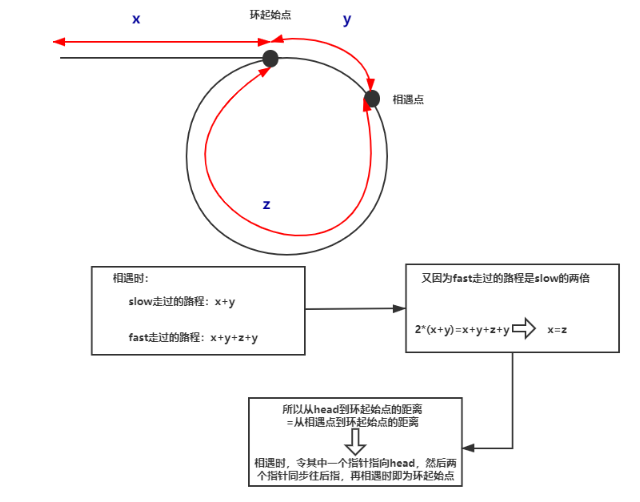 x
环起始点
y
相遇点
z
相遇时：
slow走过的路程：x+y
fast走过的路程：x+y+z+y
又因为fast走过的路程是slow的两倍
2*(x+y)=x+y+z+y x=z
所以从head到环起始点的距离
=从相遇点到环起始点的距离
相遇时，令其中一个指针指向head，然后两
个指针同步往后指，再相遇时即为环起始点